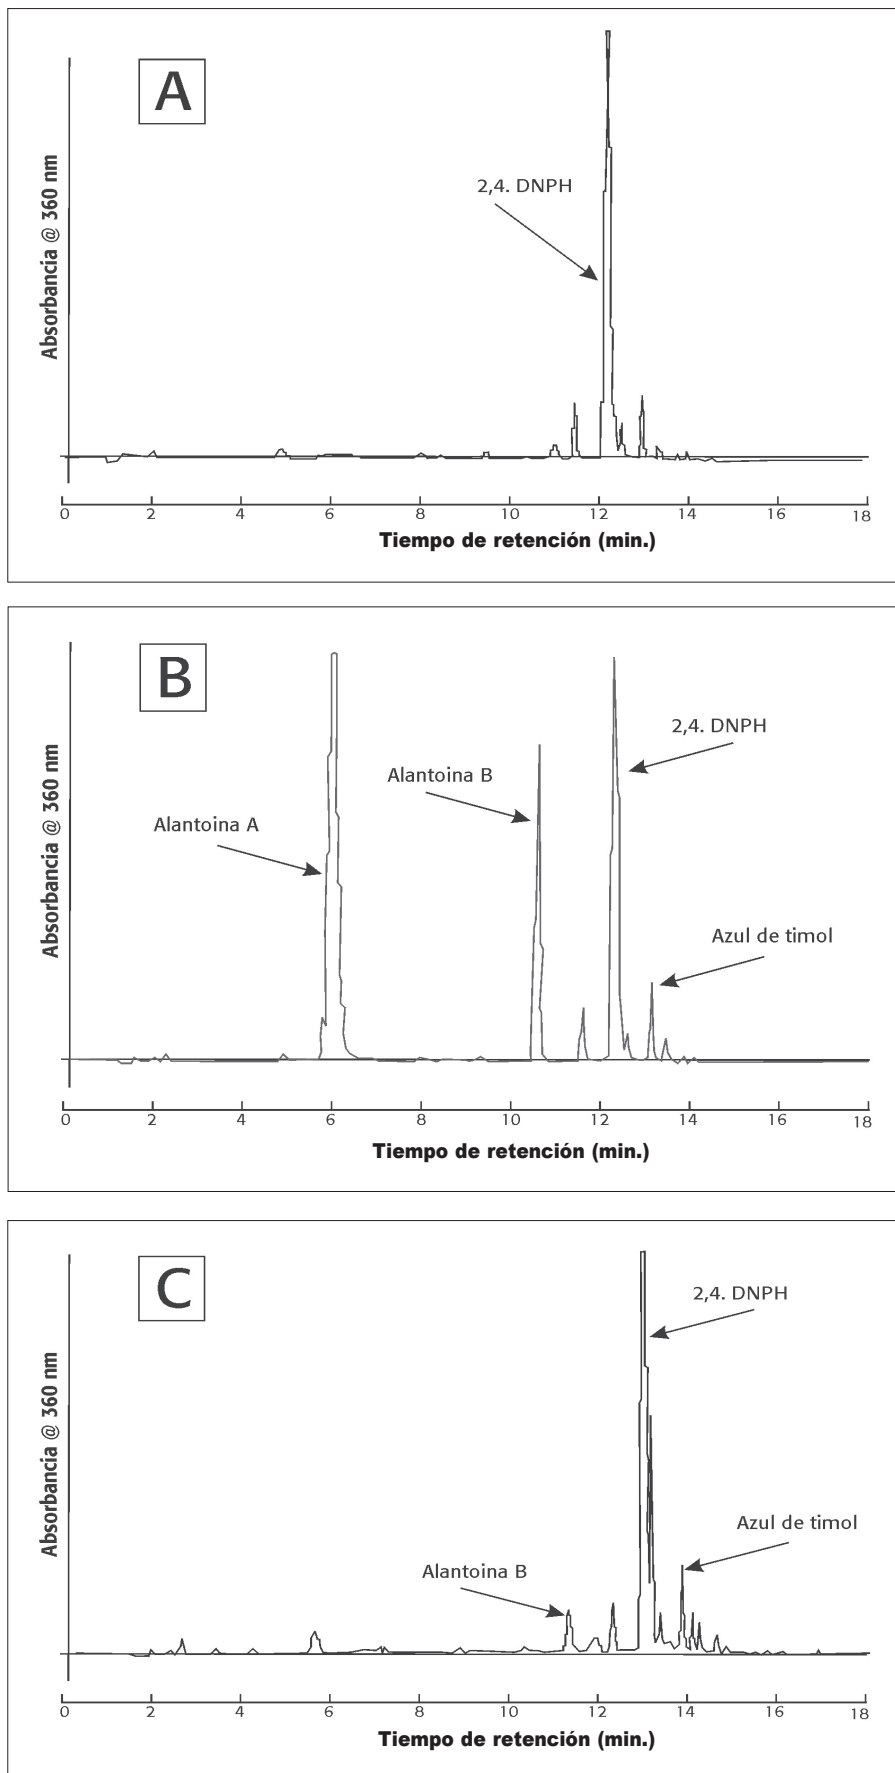 A
2,4. DNPH
Absorbancia @ 360 nm
0 2 4 6 8 10 12 14 16 18
Tiempo de retención (min.)
B
2,4. DNPH
Alantoina B
Alantoina A
Azul de timol
Absorbancia @ 360 nm
0 2 4 6 8 10 12 14 16 18
Tiempo de retención (min.)
C
2,4. DNPH
Azul de timol
Alantoina B
Absorbancia @ 360 nm
0 2 4 6 8 10 12 14 16 18
Tiempo de retención (min.)